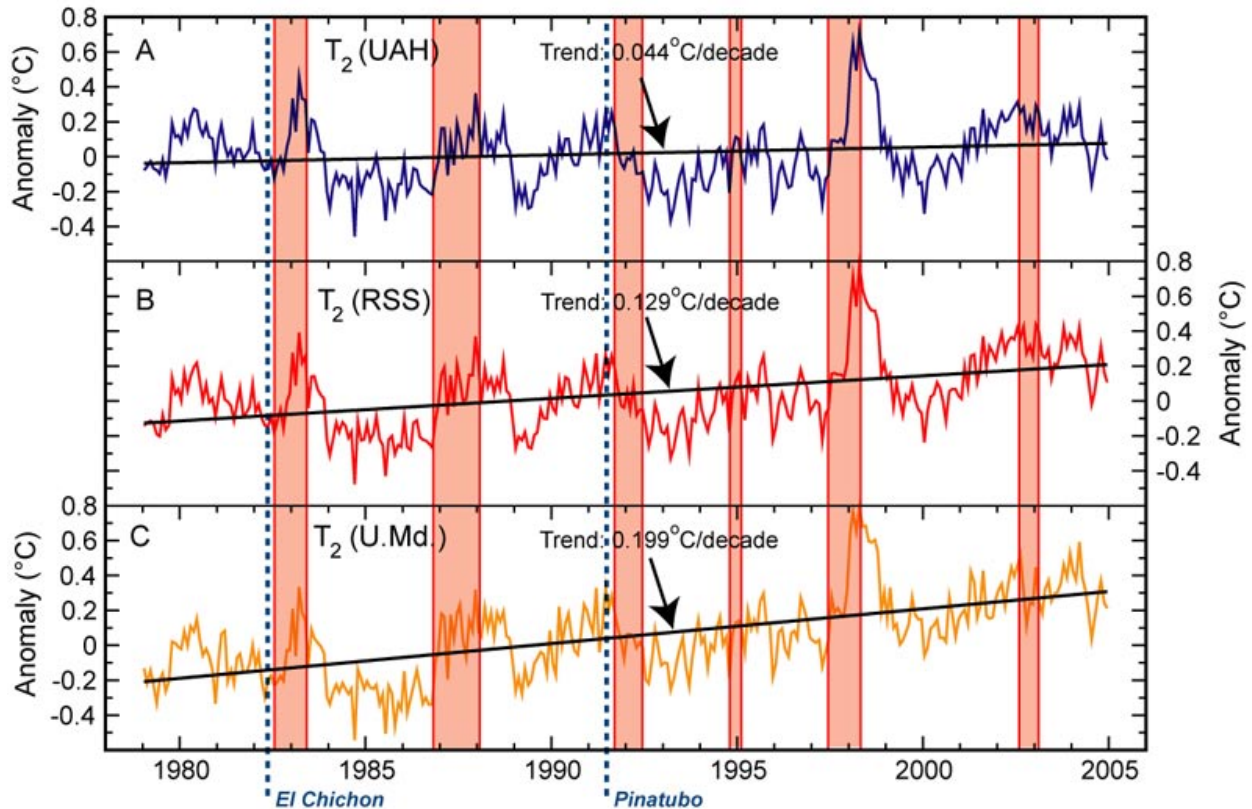 0.8
0.6
0.4
0.2
0
-0.2
-0.4
Anomaly (°C)
A
T2 (UAH)
Trend: 0.044°C/decade
B
T2 (RSS)
Trend: 0.129°C/decade
0.8
0.6
0.4
0.2
0
-0.2
-0.4
Anomaly (°C)
0.8
0.6
0.4
0.2
0
-0.2
-0.4
Anomaly (°C)
C
T2 (U.Md.)
Trend: 0.199°C/decade
1980 1985 1990 1995 2000 2005
El Chichon Pinatubo